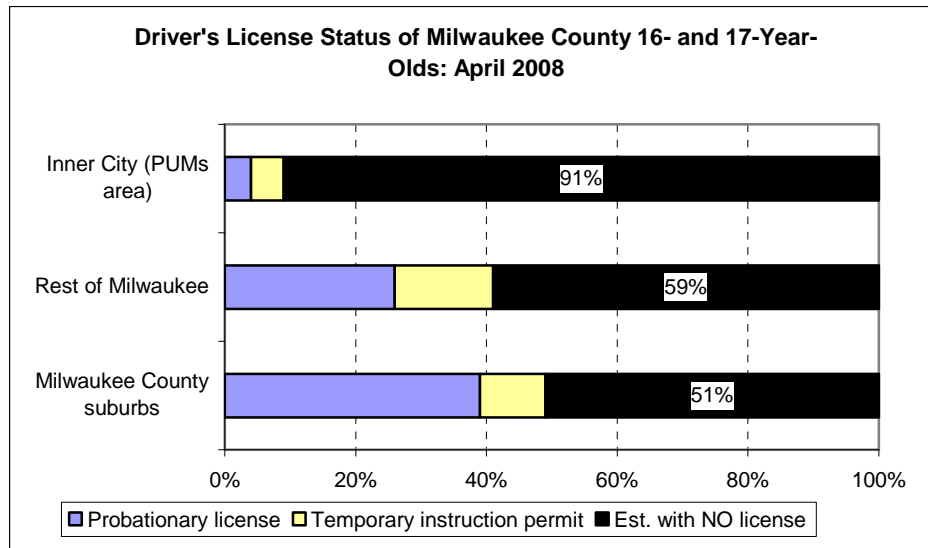 Driver's License Status of Milwaukee County 16- and 17-Year-
Olds: April 2008
Inner City (PUMs
area)
91%
Rest of Milwaukee
59%
Milwaukee County
suburbs
51%
0% 20% 40% 60% 80% 100%
Probationary license Temporary instruction permit Est. with NO license